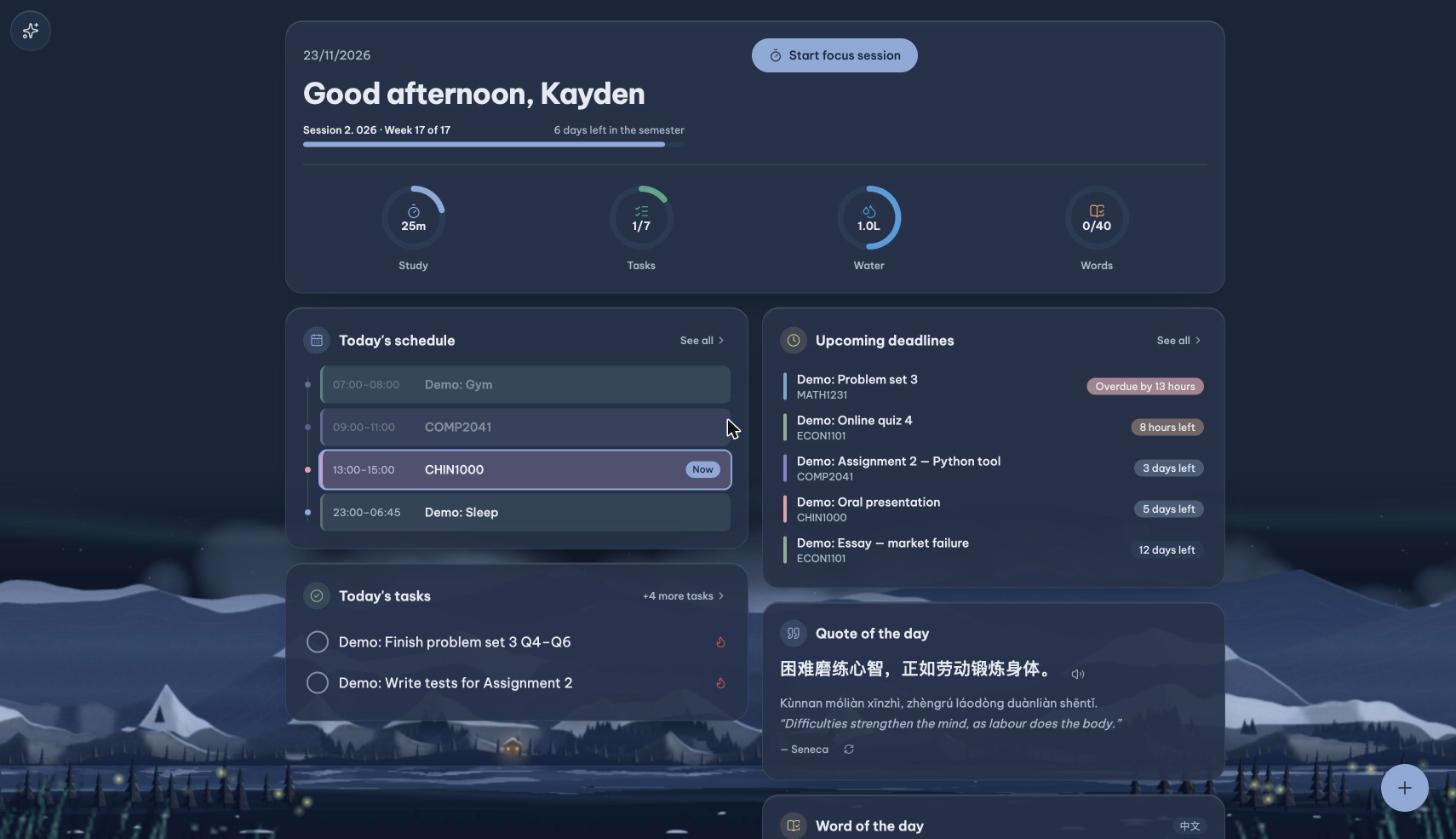 23/11/2026
Start focus session
Good afternoon, Kayden
Session 2. 026 · Week 17 of 17
6 days left in the semester
25m
Study
1/7
Tasks
1.0L
Water
0/40
Words
Today's schedule
See all
07:00–08:00 Demo: Gym
09:00–11:00 COMP2041
13:00–15:00 CHIN1000 Now
23:00–06:45 Demo: Sleep
Today's tasks
+4 more tasks
Demo: Finish problem set 3 Q4–Q6
Demo: Write tests for Assignment 2
Upcoming deadlines
See all
Demo: Problem set 3
MATH1231
Overdue by 13 hours
Demo: Online quiz 4
ECON1101
8 hours left
Demo: Assignment 2 — Python tool
COMP2041
3 days left
Demo: Oral presentation
CHIN1000
5 days left
Demo: Essay — market failure
ECON1101
12 days left
Quote of the day
困难磨练心智，正如劳动锻炼身体。
Kùnnan móliàn xīnzhì, zhèngrú láodòng duànliàn shēntǐ.
“Difficulties strengthen the mind, as labour does the body.”
— Seneca
Word of the day
中文